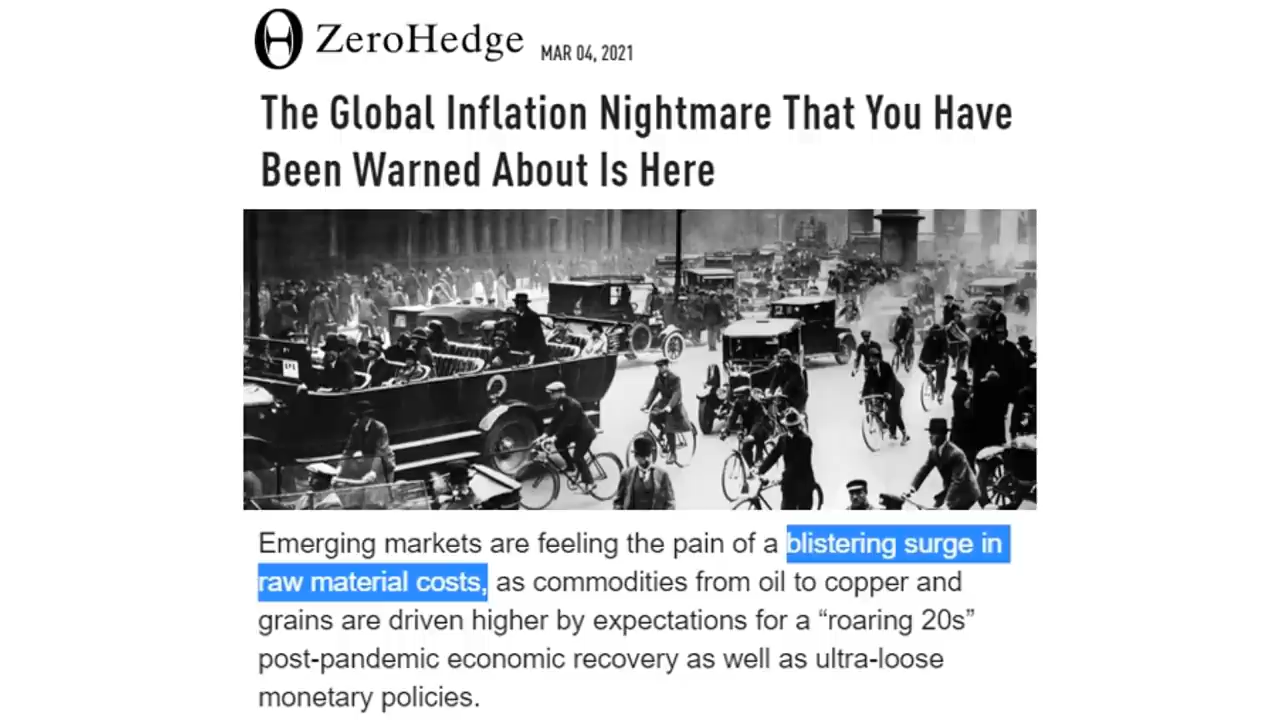 ZeroHedge MAR 04, 2021
The Global Inflation Nightmare That You Have
Been Warned About Is Here
Emerging markets are feeling the pain of a blistering surge in
raw material costs, as commodities from oil to copper and
grains are driven higher by expectations for a “roaring 20s”
post-pandemic economic recovery as well as ultra-loose
monetary policies.